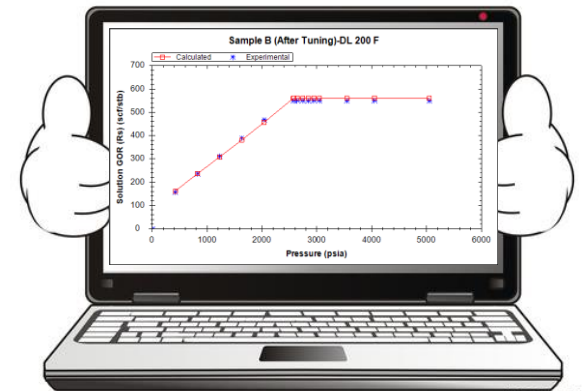 Sample B (After Tuning)-DL 200 F
Calculated Experimental
Solution GOR (Rs) (scf/stb)
700
600
500
400
300
200
100
0
0 1000 2000 3000 4000 5000 6000
Pressure (psia)